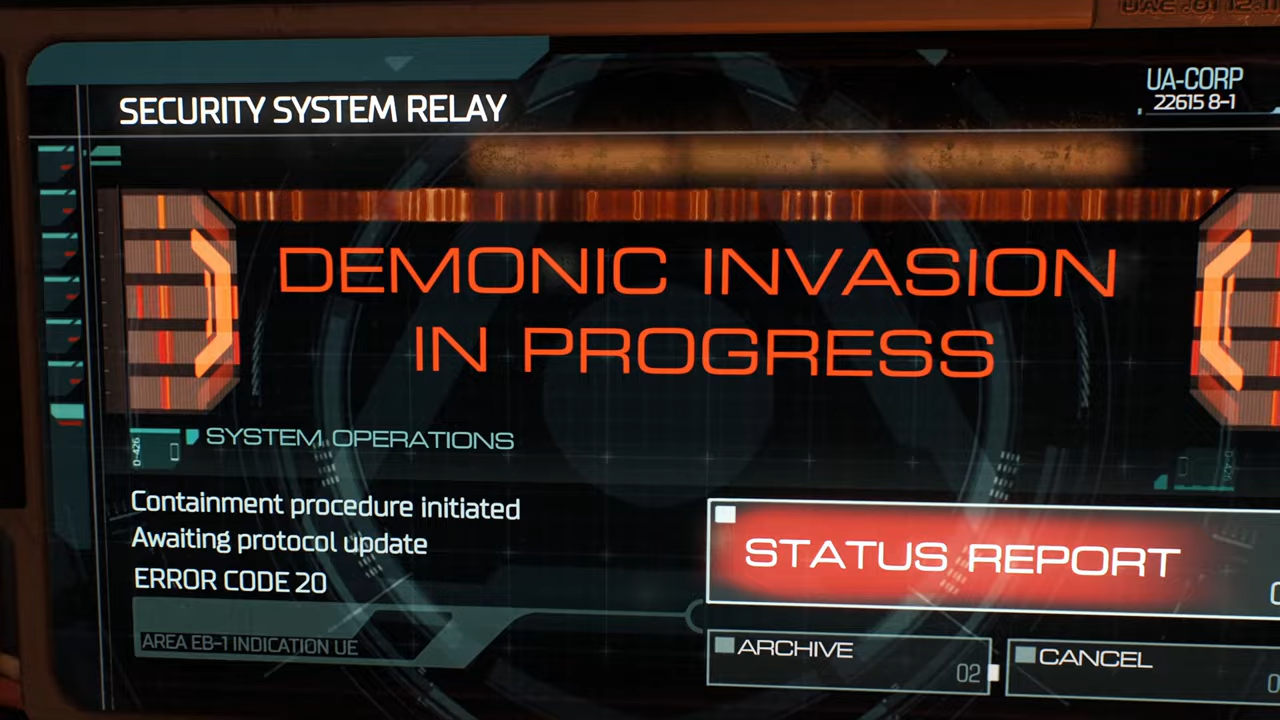 UA-CORP
22615 8-1
SECURITY SYSTEM RELAY
DEMONIC INVASION
IN PROGRESS
D-426
SYSTEM OPERATIONS
Containment procedure initiated
Awaiting protocol update
ERROR CODE 20
AREA EB-1 INDICATION UE
STATUS REPORT
ARCHIVE
02
CANCEL